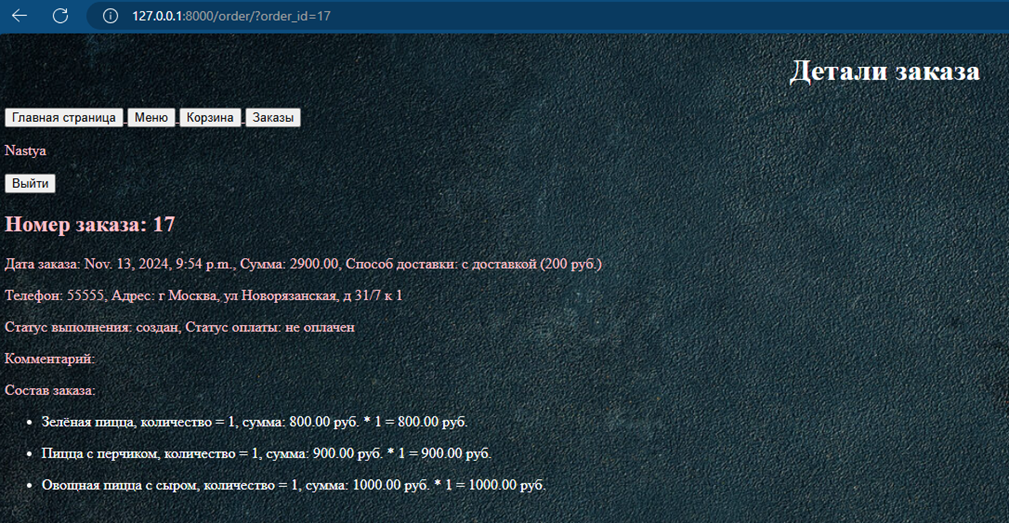 127.0.0.1:8000/order/?order_id=17
Детали заказа
Главная страница Меню Корзина Заказы
Nastya
Выйти
Номер заказа: 17
Дата заказа: Nov. 13, 2024, 9:54 p.m., Сумма: 2900.00, Способ доставки: с доставкой (200 руб.)
Телефон: 55555, Адрес: г Москва, ул Новорязанская, д 31/7 к 1
Статус выполнения: создан, Статус оплаты: не оплачен
Комментарий:
Состав заказа:
• Зелёная пицца, количество = 1, сумма: 800.00 руб. * 1 = 800.00 руб.
• Пицца с перчиком, количество = 1, сумма: 900.00 руб. * 1 = 900.00 руб.
• Овощная пицца с сыром, количество = 1, сумма: 1000.00 руб. * 1 = 1000.00 руб.